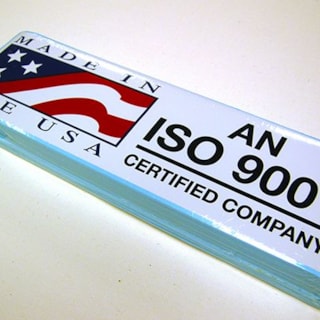 MADE IN
E USA
AN
ISO 900
CERTIFIED COMPANY